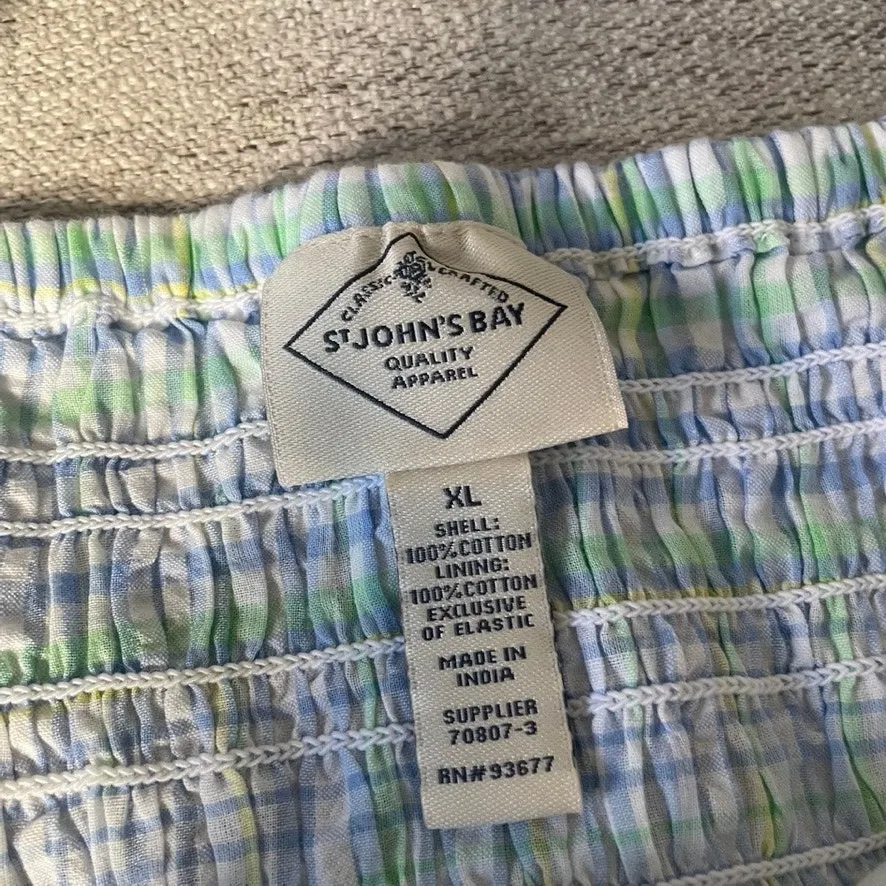 CLASSIC CRAFTED
ST JOHN'S BAY
QUALITY
APPAREL
XL
SHELL:
100% COTTON
LINING:
100% COTTON
EXCLUSIVE
OF ELASTIC
MADE IN
INDIA
SUPPLIER
70807-3
RN# 93677